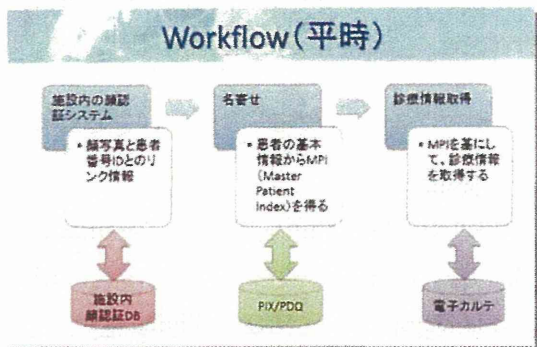 Workflow(平時)
施設内の顔認
証システム
• 顔写真と患者
番号IDとのリ
ンク情報
施設内
顔認証DB
名寄せ
• 患者の基本
情報からMPI
(Master
Patient
Index)を得る
PIX/PDQ
診療情報取得
• MPIを基にし
て、診療情報
を取得する
電子カルテ